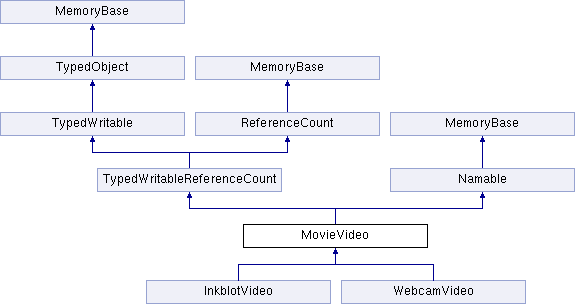 MemoryBase
TypedObject
MemoryBase
TypedWritable
ReferenceCount
MemoryBase
TypedWritableReferenceCount
Namable
MovieVideo
InkblotVideo
WebcamVideo